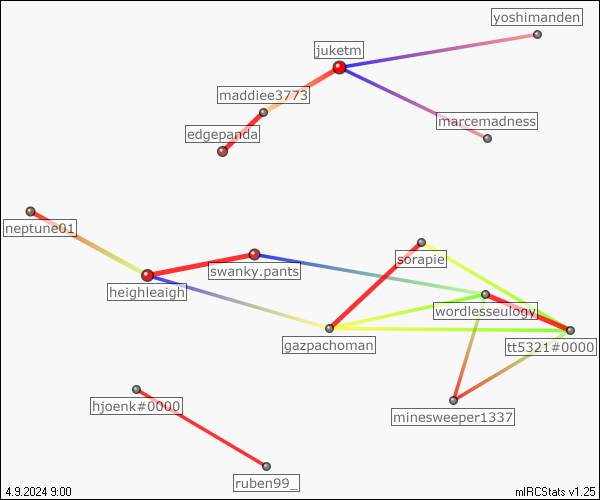 yoshimanden
juketm
maddiee3773
marcemadness
edgepanda
neptune01
sorapie
swanky.pants
heighleaigh
wordlesseulogy
gazpachoman
tt5321#0000
hjoenk#0000
minesweeper1337
ruben99_
4.9.2024 9:00
mIRCStats v1.25